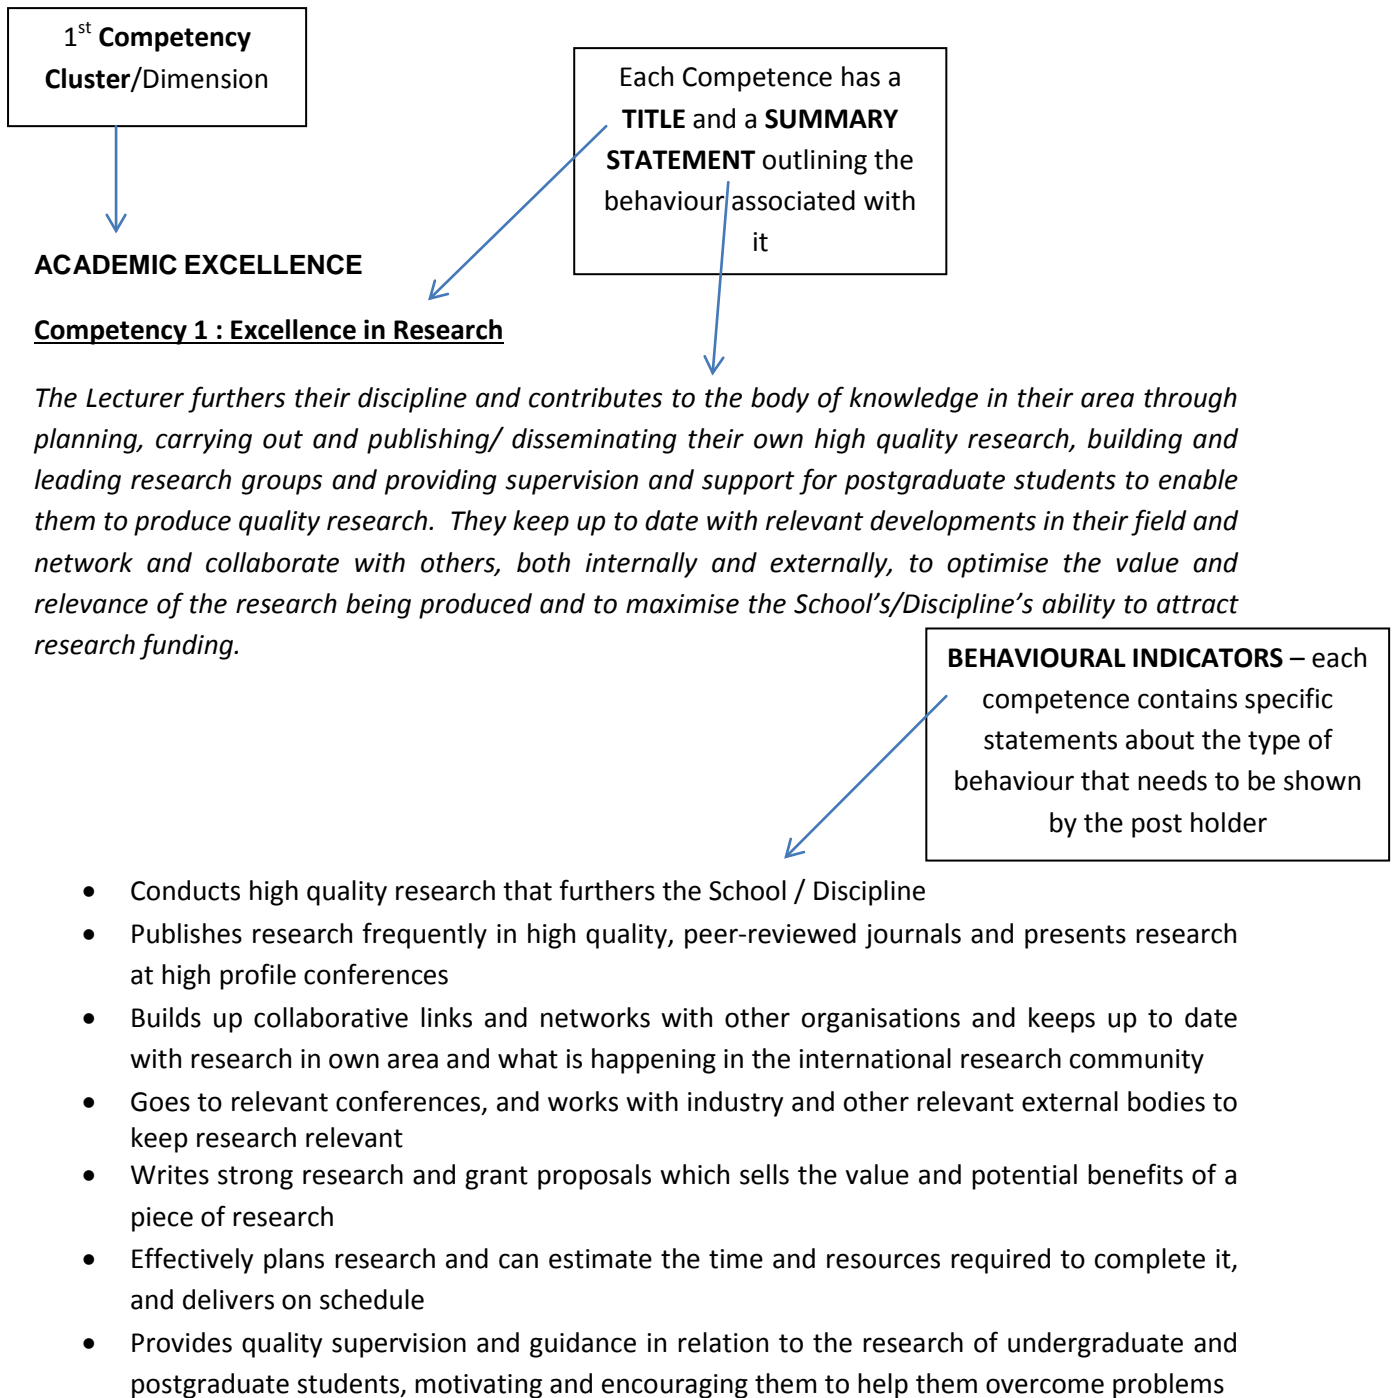 1st Competency
Cluster/Dimension
Each Competence has a
TITLE and a SUMMARY
STATEMENT outlining the
behaviour associated with
it
ACADEMIC EXCELLENCE
Competency 1 : Excellence in Research
The Lecturer furthers their discipline and contributes to the body of knowledge in their area through
planning, carrying out and publishing/ disseminating their own high quality research, building and
leading research groups and providing supervision and support for postgraduate students to enable
them to produce quality research. They keep up to date with relevant developments in their field and
network and collaborate with others, both internally and externally, to optimise the value and
relevance of the research being produced and to maximise the School's/Discipline's ability to attract
research funding.
BEHAVIOURAL INDICATORS – each
competence contains specific
statements about the type of
behaviour that needs to be shown
by the post holder
• Conducts high quality research that furthers the School / Discipline
• Publishes research frequently in high quality, peer-reviewed journals and presents research
at high profile conferences
• Builds up collaborative links and networks with other organisations and keeps up to date
with research in own area and what is happening in the international research community
• Goes to relevant conferences, and works with industry and other relevant external bodies to
keep research relevant
• Writes strong research and grant proposals which sells the value and potential benefits of a
piece of research
• Effectively plans research and can estimate the time and resources required to complete it,
and delivers on schedule
• Provides quality supervision and guidance in relation to the research of undergraduate and
postgraduate students, motivating and encouraging them to help them overcome problems